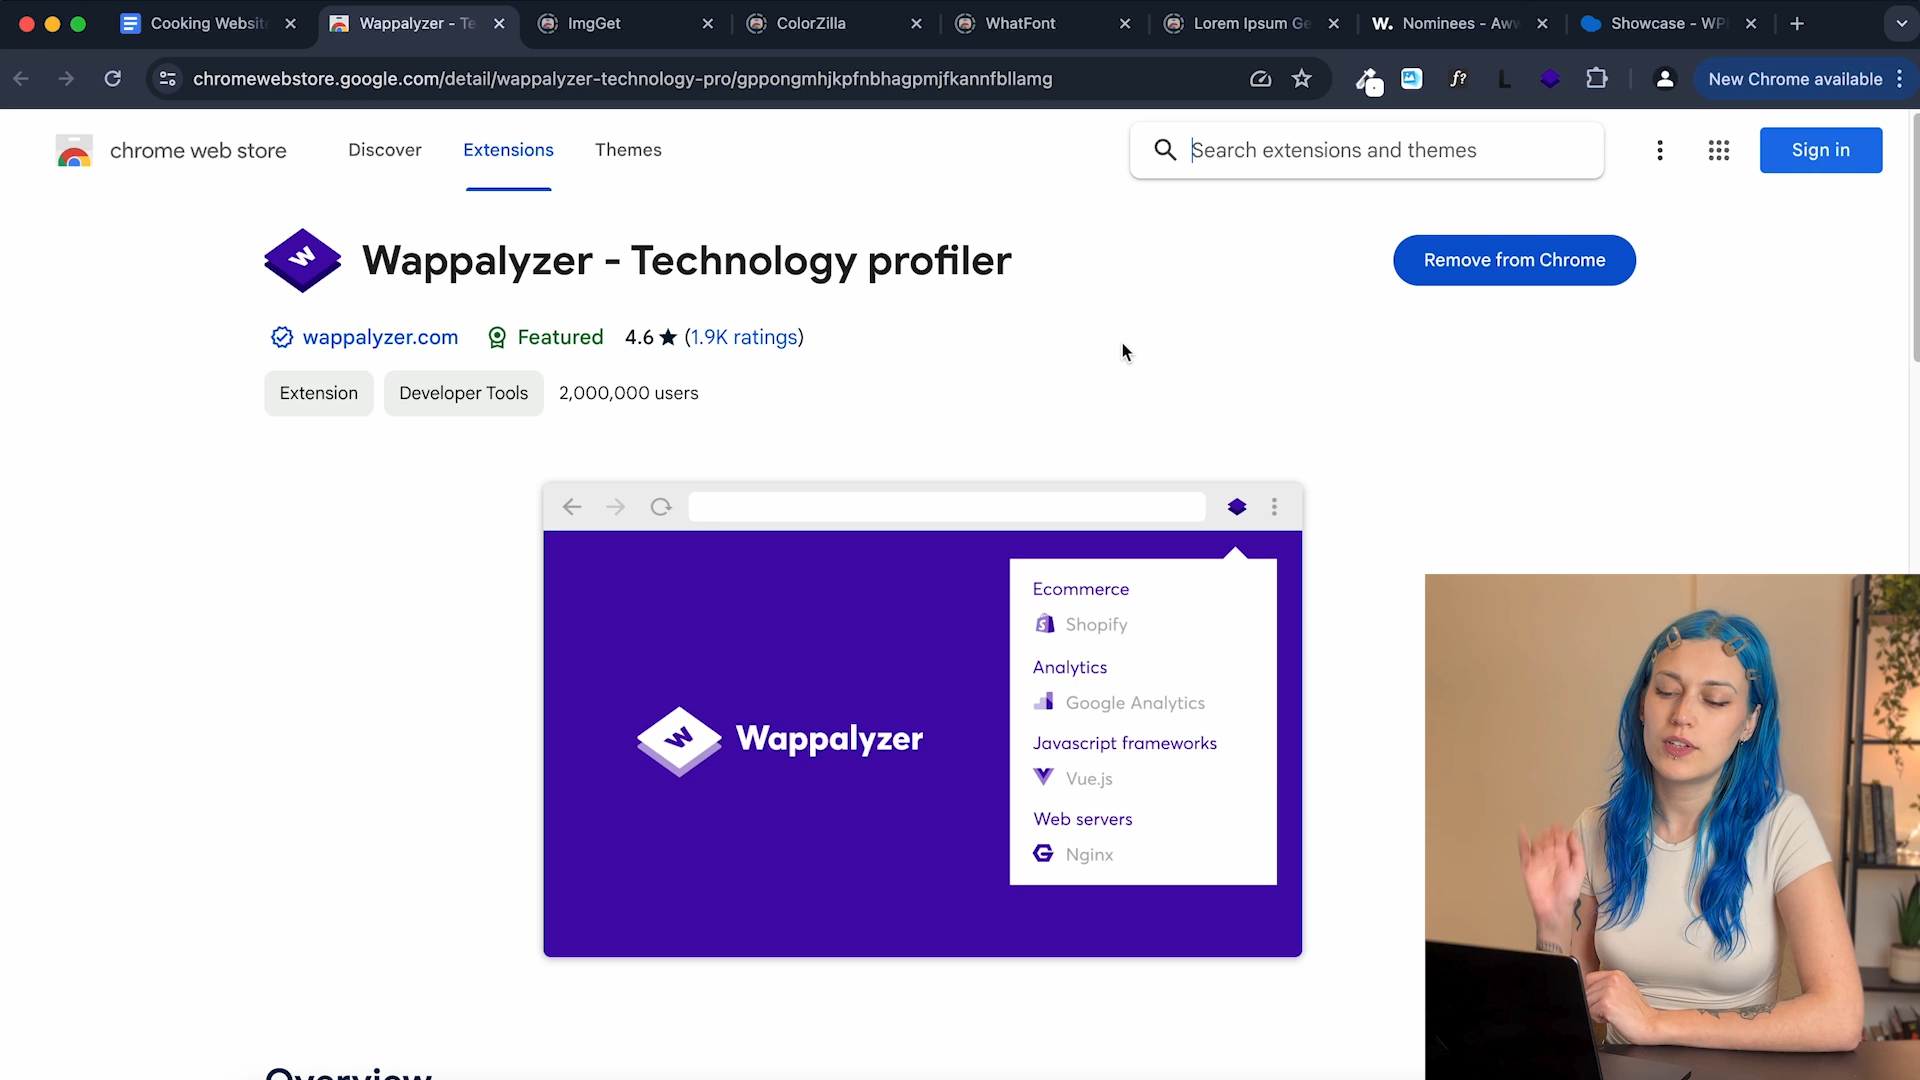 Cooking Websit
Wappalyzer - Te
ImgGet
ColorZilla
WhatFont
Lorem Ipsum Ge
W. Nominees - Aww
Showcase - WP
chromewebstore.google.com/detail/wappalyzer-technology-pro/gppongmhjkpfnbhagpmjfkannfbllamg
f?
L
New Chrome available
chrome web store
Discover
Extensions
Themes
Search extensions and themes
Sign in
W
Wappalyzer - Technology profiler
Remove from Chrome
wappalyzer.com
Featured
4.6 ★ (1.9K ratings)
Extension
Developer Tools
2,000,000 users
Ecommerce
Shopify
Analytics
Google Analytics
Javascript frameworks
Vue.js
Web servers
Nginx
W Wappalyzer
Overview